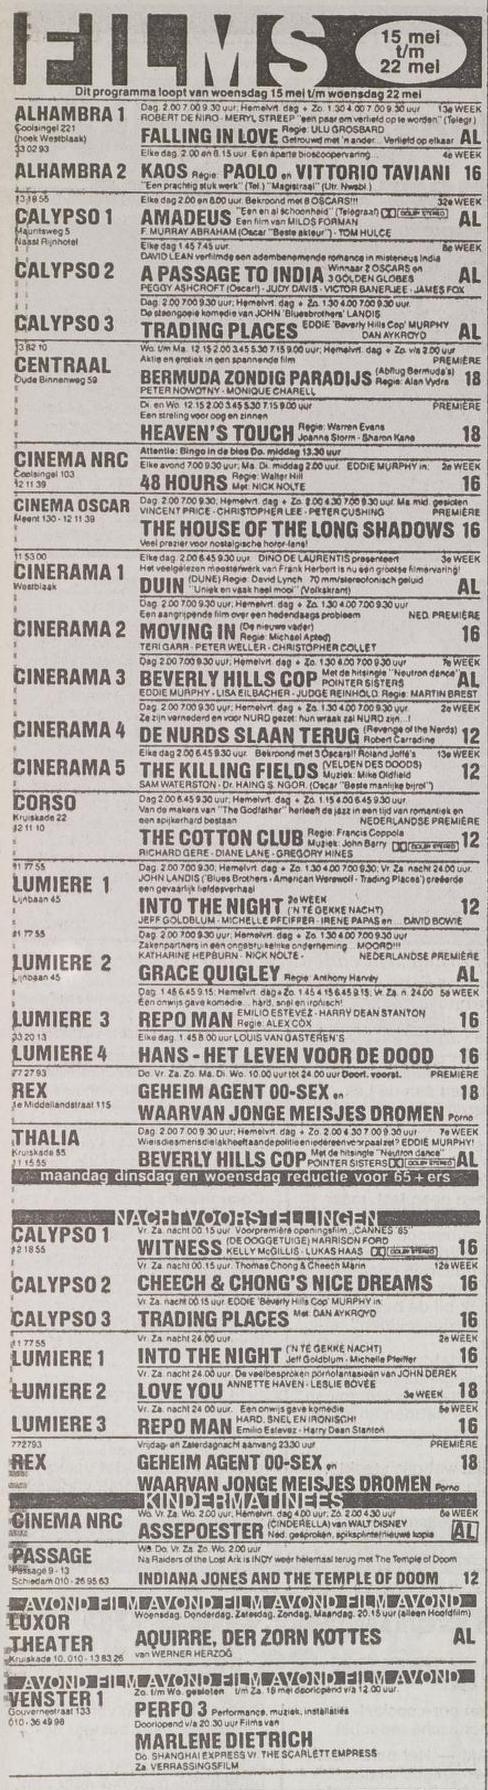 FILMS
15 mei
t/m
22 mei
Dit programma loopt van woensdag 15 mei t/m woensdag 22 mei
ALHAMBRA 1
Coolsingel 221
(hoek Westblaak)
33 02 93
Dag. 2.00 7.00 9.30 uur; Hemelvrt. dag + Zo. 1.30 4.00 7.00 9.30 uur 13e WEEK
ROBERT DE NIRO - MERYL STREEP "een paar om verliefd op te worden" (Telegr.)
FALLING IN LOVE Regie: ULU GROSBARD AL
Getrouwd met 'n ander... Verliefd op elkaar
Elke dag. 2.00 en 8.15 uur. Een aparte bioscoopervaring... 4e WEEK
ALHAMBRA 2 KAOS Regie: PAOLO en VITTORIO TAVIANI 16
"Een prachtig stuk werk" (Tel.) "Magistraal" (Utr. Nwsbl.)
13 18 55
CALYPSO 1
Mauritsweg 5
Naast Rijnhotel
Elke dag 2.00 en 8.00 uur. Bekroond met 8 OSCARS!!! 32e WEEK
AMADEUS "Een en al schoonheid" (Telegraaf) DOLBY STEREO AL
Een film van MILOS FORMAN
F. MURRAY ABRAHAM (Oscar "Beste akteur") - TOM HULCE
Elke dag 1.45 7.45 uur. 8e WEEK
DAVID LEAN verfilmde een adembenemende romance in mysterieus India
CALYPSO 2 A PASSAGE TO INDIA Winnaar 2 OSCARS en AL
3 GOLDEN GLOBES
PEGGY ASHCROFT (Oscar!) - JUDY DAVIS - VICTOR BANERJEE - JAMES FOX
Dag. 2.00 7.00 9.30 uur; Hemelvrt. dag + Zo. 1.30 4.00 7.00 9.30 uur.
De steengoeie komedie van JOHN 'Bluesbrothers' LANDIS
CALYPSO 3 TRADING PLACES EDDIE 'Beverly Hills Cop' MURPHY AL
DAN AYKROYD
13 82 10
CENTRAAL
Oude Binnenweg 59
Wo. t/m Ma. 12.15 2.00 3.45 5.30 7.15 9.00 uur; Hemelvrt. dag + Zo. v/a 2.00 uur
Aktie en erotiek in een spannende film PREMIÈRE
BERMUDA ZONDIG PARADIJS (Abflug Bermuda's) 18
Regie: Alan Vydra
PETER NOWOTNY - MONIQUE CHARELL
Di. en Wo. 12.15 2.00 3.45 5.30 7.15 9.00 uur PREMIÈRE
Een streling voor oog en zinnen
HEAVEN'S TOUCH Regie: Warren Evans 18
Joanna Storm - Sharon Kane
CINEMA NRC
Coolsingel 103
12 11 39
Attentie: Bingo in de bios Do. middag 13.30 uur
Elke avond 7.00 9.30 uur; Ma. Di. middag 2.00 uur. EDDIE MURPHY in: 2e WEEK
48 HOURS Regie: Walter Hill 16
Met: NICK NOLTE
CINEMA OSCAR
Meent 130 - 12 11 39
Dag. 2.00 7.00 9.30 uur; Hemelvrt. dag + Zo. 2.00 4.30 7.00 9.30 uur. Ma. mid. gesloten
VINCENT PRICE - CHRISTOPHER LEE - PETER CUSHING PREMIÈRE
THE HOUSE OF THE LONG SHADOWS 16
Veel plezier voor nostalgische horror-fans!
11 53 00
CINERAMA 1
Westblaak
Elke dag. 2.00 6.45 9.30 uur. DINO DE LAURENTIS presenteert 3e WEEK
Het veelgelezen meesterwerk van Frank Herbert is nu een grootse filmervaring!
DUIN (DUNE) Regie: David Lynch 70 mm/stereofonisch geluid AL
"Uniek en vaak heel mooi" (Volkskrant)
Dag. 2.00 7.00 9.30 uur; Hemelvrt. dag + Zo. 1.30 4.00 7.00 9.30 uur
Een aangrijpende film over een hedendaags probleem NED. PREMIÈRE
CINERAMA 2 MOVING IN (De nieuwe vader) 16
Regie: Michael Apted)
TERI GARR - PETER WELLER - CHRISTOPHER COLLET
Dag. 2.00 7.00 9.30 uur; Hemelvrt. dag + Zo. 1.30 4.00 7.00 9.30 uur 7e WEEK
CINERAMA 3 BEVERLY HILLS COP Met de hitsingle "Neutron dance" AL
POINTER SISTERS
EDDIE MURPHY - LISA EILBACHER - JUDGE REINHOLD Regie: MARTIN BREST
Dag. 2.00 7.00 9.30 uur; Hemelvrt. dag + Zo. 1.30 4.00 7.00 9.30 uur 2e WEEK
Ze zijn vernederd en voor NURD gezet: hun wraak zal NURD zijn...!
CINERAMA 4 DE NURDS SLAAN TERUG (Revenge of the Nerds) 12
Robert Carradine
Elke dag 2.00 6.45 9.30 uur. Bekroond met 3 Oscars!! Roland Joffé's 13e WEEK
CINERAMA 5 THE KILLING FIELDS (VELDEN DES DOODS) 12
Muziek: Mike Oldfield
SAM WATERSTON - Dr. HAING S. NGOR. (Oscar "Beste manlijke bijrol")
CORSO
Kruiskade 22
12 11 10
Dag 2.00 6.45 9.30 uur; Hemelvrt. dag + Zo. 1.15 4.00 6.45 9.30 uur
Van de makers van "The Godfather" herleeft de jazz in een tijd van romantiek en
een spijkerhard bestaan NEDERLANDSE PREMIÈRE
THE COTTON CLUB Regie: Francis Coppola 12
Muziek: John Barry DOLBY STEREO
RICHARD GERE - DIANE LANE - GREGORY HINES
11 77 55
LUMIERE 1
Lijnbaan 45
Dag. 2.00 7.00 9.30; Hemelvrt. dag + Zo. 1.30 4.00 7.00 9.30; Vr. Za. nacht 24.00 uur.
JOHN LANDIS ('Blues Brothers - American Werewolf - Trading Places') creëerde
een gevaarlijk liefdesverhaal
INTO THE NIGHT 2e WEEK 12
('N TE GEKKE NACHT)
JEFF GOLDBLUM - MICHELLE PFEIFFER - IRENE PAPAS en ... DAVID BOWIE
11 77 55
LUMIERE 2
Lijnbaan 45
Dag. 2.00 7.00 9.30 uur; Hemelvrt. dag + Zo. 1.30 4.00 7.00 9.30 uur
Zakenpartners in een ongebruikelijke onderneming... MOORD!!!
KATHARINE HEPBURN - NICK NOLTE - NEDERLANDSE PREMIÈRE
GRACE QUIGLEY Regie: Anthony Harvey AL
Dag. 1.45 6.45 9.15; Hemelvrt. dag + Zo. 1.45 4.15 6.45 9.15; Vr. Za. n. 24.00 5e WEEK
Eén onwijs gave komedie... hard, snel en ironisch!
LUMIERE 3 REPO MAN EMILIO ESTEVEZ - HARRY DEAN STANTON 16
Regie: ALEX COX
33 20 13
Elke dag. 1.45 8.00 uur LOUIS VAN GASTEREN'S
LUMIERE 4 HANS - HET LEVEN VOOR DE DOOD 16
77 27 93
REX
1e Middellandstraat 115
Do. Vr. Za. Zo. Ma. Di. Wo. 10.00 uur tot 24.00 uur Doorl. voorst. PREMIÈRE
GEHEIM AGENT 00-SEX en 18
WAARVAN JONGE MEISJES DROMEN Porno
THALIA
Kruiskade 55
11 15 55
Dag. 2.00 7.00 9.30 uur; Hemelvrt. dag + Zo. 2.00 4.30 7.00 9.30 uur 7e WEEK
Wie is dies mens die lak heeft aan de politie en iedereen voor paal zet? EDDIE MURPHY!
BEVERLY HILLS COP Met de hitsingle "Neutron dance" AL
POINTER SISTERS DOLBY STEREO
maandag dinsdag en woensdag reductie voor 65+ers
NACHTVOORSTELLINGEN
CALYPSO 1
12 18 55
Vr. Za. nacht 00.15 uur. Voorpremière openingsfilm ,,CANNES '85"
WITNESS (DE OOGGETUIGE) HARRISON FORD 16
KELLY McGILLIS - LUKAS HAAS DOLBY STEREO
Vr. Za. nacht 00.15 uur. Thomas Chong & Cheech Marin 12e WEEK
CALYPSO 2 CHEECH & CHONG'S NICE DREAMS 16
Vr. Za. nacht 00.15 uur EDDIE 'Beverly Hills Cop' MURPHY in:
CALYPSO 3 TRADING PLACES Met: DAN AYKROYD 16
11 77 55
Vr. Za. nacht 24.00 uur. 2e WEEK
LUMIERE 1 INTO THE NIGHT ('N TE GEKKE NACHT) 16
Jeff Goldblum - Michelle Pfeiffer
Vr. Za. nacht 24.00 uur. De veelbesproken pornofantasieën van JOHN DEREK
LUMIERE 2 LOVE YOU ANNETTE HAVEN - LESLIE BOVÉE 3e WEEK 18
Vr. Za. nacht 24.00 uur. Een onwijs gave komedie 5e WEEK
LUMIERE 3 REPO MAN HARD, SNEL EN IRONISCH! 16
Emilio Estevez - Harry Dean Stanton
772793
REX
Vrijdag- en Zaterdagnacht aanvang 23.30 uur PREMIÈRE
GEHEIM AGENT 00-SEX en 18
WAARVAN JONGE MEISJES DROMEN Porno
KINDERMATINEES
Wo. Vr. Za. Wo. 2.00 uur; Hemelvrt. dag 4.00 uur; Zo. 2.00 4.30 uur 6e WEEK
CINEMA NRC ASSEPOESTER (CINDERELLA) van WALT DISNEY AL
Ned. gesproken, spiksplinternieuwe kopie
PASSAGE
Passage 9 - 13
Schiedam 010 - 26 95 63
Wo. Do. Vr. Za. Zo. Wo. 2.00 uur
Na Raiders of the Lost Ark is INDY weer helemaal terug met The Temple of Doom
INDIANA JONES AND THE TEMPLE OF DOOM 12
AVOND FILM AVOND FILM AVOND FILM AVOND FILM AVOND
LUXOR
THEATER
Kruiskade 10. 010 - 13 83 26
Woensdag. Donderdag. Zaterdag. Zondag, Maandag. 20.15 uur (alleen Hoofdfilm)
AQUIRRE, DER ZORN KOTTES AL
van WERNER HERZOG
AVOND FILM AVOND FILM AVOND FILM AVOND FILM AVOND
VENSTER 1
Gouvernestraat 133
010 - 36 49 98
Zo. t/m Wo. gesloten t/m Za. 18 mei doorlopend v/a 12.00 uur.
PERFO 3 Performance, muziek, installaties
Doorlopend v/a 20.30 uur Films van
MARLENE DIETRICH
Do. SHANGHAI EXPRESS Vr. THE SCARLETT EMPRESS
Za. VERRASSINGSFILM